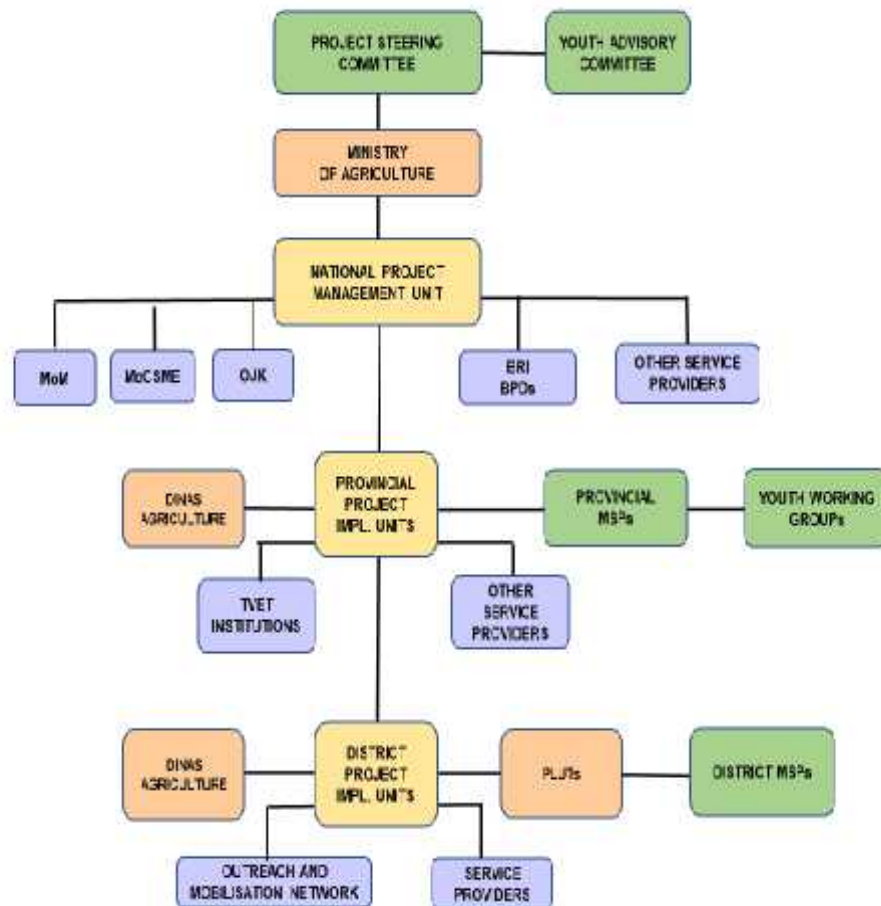 PROJECT STEERING
COMMITTEE
YOUTH ADVISORY
COMMITTEE
MINISTRY
OF AGRICULTURE
NATIONAL PROJECT
MANAGEMENT UNIT
MoM
MoCSME
OJK
ERI
BPDs
OTHER SERVICE
PROVIDERS
DINAS
AGRICULTURE
PROVINCIAL
PROJECT
IMPL. UNITS
PROVINCIAL
MSPs
YOUTH WORKING
GROUPs
TVET
INSTITUTIONS
OTHER
SERVICE
PROVIDERS
DINAS
AGRICULTURE
DISTRICT
PROJECT
IMPL. UNITS
PLUTs
DISTRICT MSPs
OUTREACH AND
MOBILISATION NETWORK
SERVICE
PROVIDERS